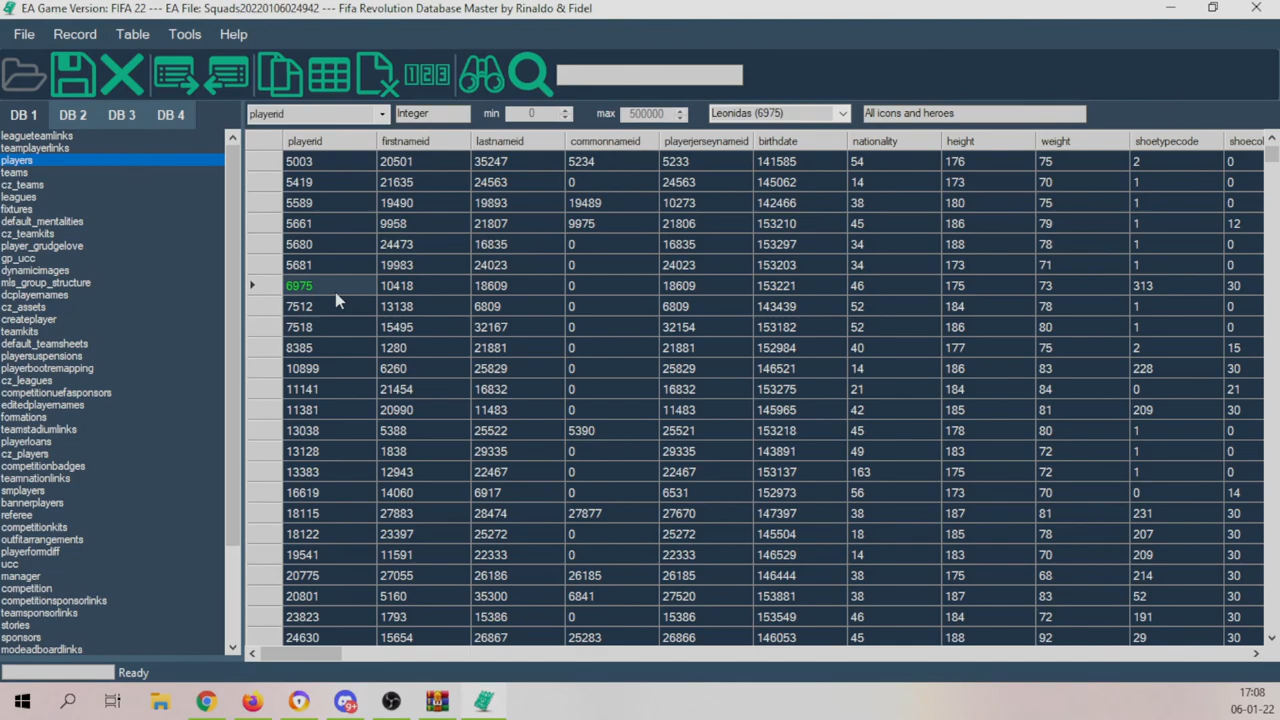 EA Game Version: FIFA 22 --- EA File: Squads20220106024942 --- Fifa Revolution Database Master by Rinaldo & Fidel
File Record Table Tools Help
123
DB 1 DB 2 DB 3 DB 4
playerid Integer min 0 max 500000 Leonidas (6975) All icons and heroes
leagueteamlinks
teamplayerlinks
players
teams
cz_teams
leagues
fixtures
default_mentalities
cz_teamkits
player_grudgelove
gp_ucc
dynamicimages
mls_group_structure
dcplayernames
cz_assets
createplayer
teamkits
default_teamsheets
playersuspensions
playerbootremapping
cz_leagues
competitionuefasponsors
editedplayernames
formations
teamstadiumlinks
playerloans
cz_players
competitionbadges
teamnationlinks
smplayers
bannerplayers
referee
competitionkits
outfitarrangements
playerformdiff
ucc
manager
competition
competitionsponsorlinks
teamsponsorlinks
stories
sponsors
modeadboardlinks
playerid firstnameid lastnameid commonnameid playerjerseynameid birthdate nationality height weight shoetypecode shoecol
5003 20501 35247 5234 5233 141585 54 176 75 2 0
5419 21635 24563 0 24563 145062 14 173 70 1 0
5589 19490 19893 19489 10273 142466 38 180 75 1 0
5661 9958 21807 9975 21806 153210 45 186 79 1 12
5680 24473 16835 0 16835 153297 34 188 78 1 0
5681 19983 24023 0 24023 153203 34 173 71 1 0
6975 10418 18609 0 18609 153221 46 175 73 313 30
7512 13138 6809 0 6809 143439 52 184 78 1 0
7518 15495 32167 0 32154 153182 52 186 80 1 0
8385 1280 21881 0 21881 152984 40 177 75 2 15
10899 6260 25829 0 25829 146521 14 186 83 228 30
11141 21454 16832 0 16832 153275 21 184 84 0 21
11381 20990 11483 0 11483 145965 42 185 81 209 30
13038 5388 25522 5390 25521 153218 45 178 80 1 0
13128 1838 29335 0 29335 143891 49 183 72 1 0
13383 12943 22467 0 22467 153137 163 175 72 1 0
16619 14060 6917 0 6531 152973 56 173 70 0 14
18115 27883 28474 27877 27670 147397 38 187 81 231 30
18122 23397 25272 0 25272 145504 18 185 78 207 30
19541 11591 22333 0 22333 146529 14 183 70 209 30
20775 27055 26186 26185 26185 146444 38 175 68 214 30
20801 5160 35300 6841 27520 153881 38 187 83 52 30
23823 1793 15386 0 15386 153549 46 184 72 191 30
24630 15654 26867 25283 26866 146053 45 188 92 29 30
Ready
9+
17:08
06-01-22